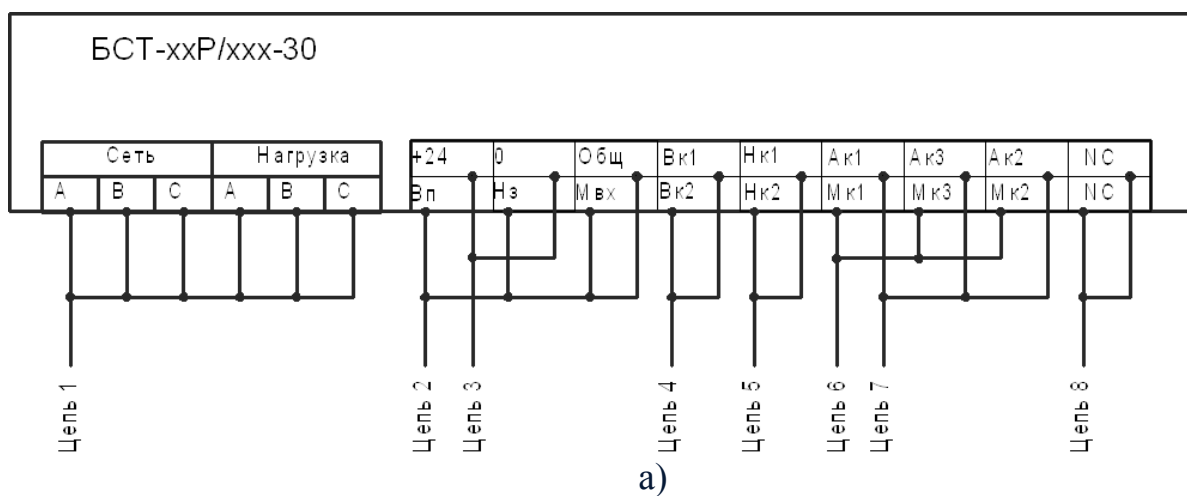 БСТ-ххР/ххх-30
Сеть Нагрузка
А В С А В С
+24 0 Общ Вк1 Нк1 Ак1 Ак3 Ак2 NC
Вп Нз Мвх Вк2 Нк2 Мк1 Мк3 Мк2 NC
Цепь 1
Цепь 2
Цепь 3
Цепь 4
Цепь 5
Цепь 6
Цепь 7
Цепь 8
а)